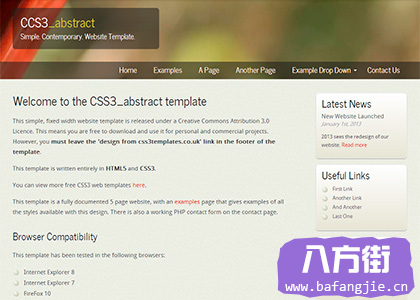 CCS3_abstract
Simple. Contemporary. Website Template.
Home Examples A Page Another Page Example Drop Down Contact Us
Welcome to the CSS3_abstract template
This simple, fixed width website template is released under a Creative Commons Attribution 3.0
Licence. This means you are free to download and use it for personal and commercial projects.
However, you must leave the 'design from css3templates.co.uk' link in the footer of the
template.
This template is written entirely in HTML5 and CSS3.
You can view more free CSS3 web templates here.
This template is a fully documented 5 page website, with an examples page that gives examples of all
the styles available with this design. There is also a working PHP contact form on the contact page.
Browser Compatibility
This template has been tested in the following browsers:
Internet Explorer 8
Internet Explorer 7
FireFox 10
Latest News
New Website Launched
January 1st, 2013
2013 sees the redesign of our
website. Read more
Useful Links
First Link
Another Link
And Another
Last One
八方街
www.bafangjie.cn